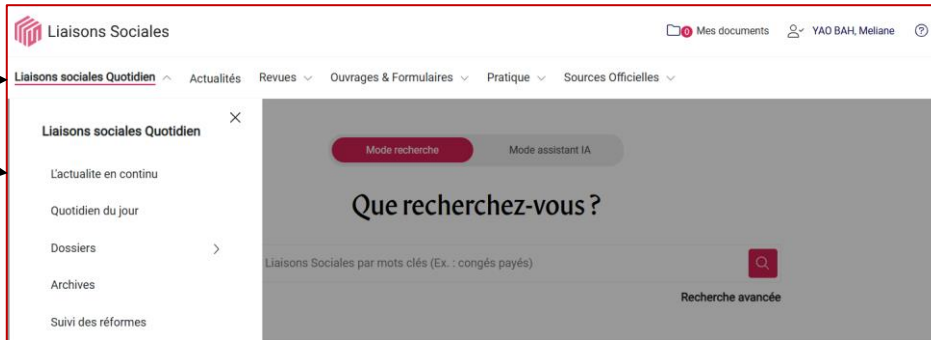 Liaisons Sociales
0 Mes documents YAO BAH, Meliane ?
Liaisons sociales Quotidien Actualités Revues Ouvrages & Formulaires Pratique Sources Officielles
Liaisons sociales Quotidien
L'actualite en continu
Quotidien du jour
Dossiers
Archives
Suivi des réformes
Mode recherche Mode assistant IA
Que recherchez-vous ?
Liaisons Sociales par mots clés (Ex. : congés payés)
Recherche avancée